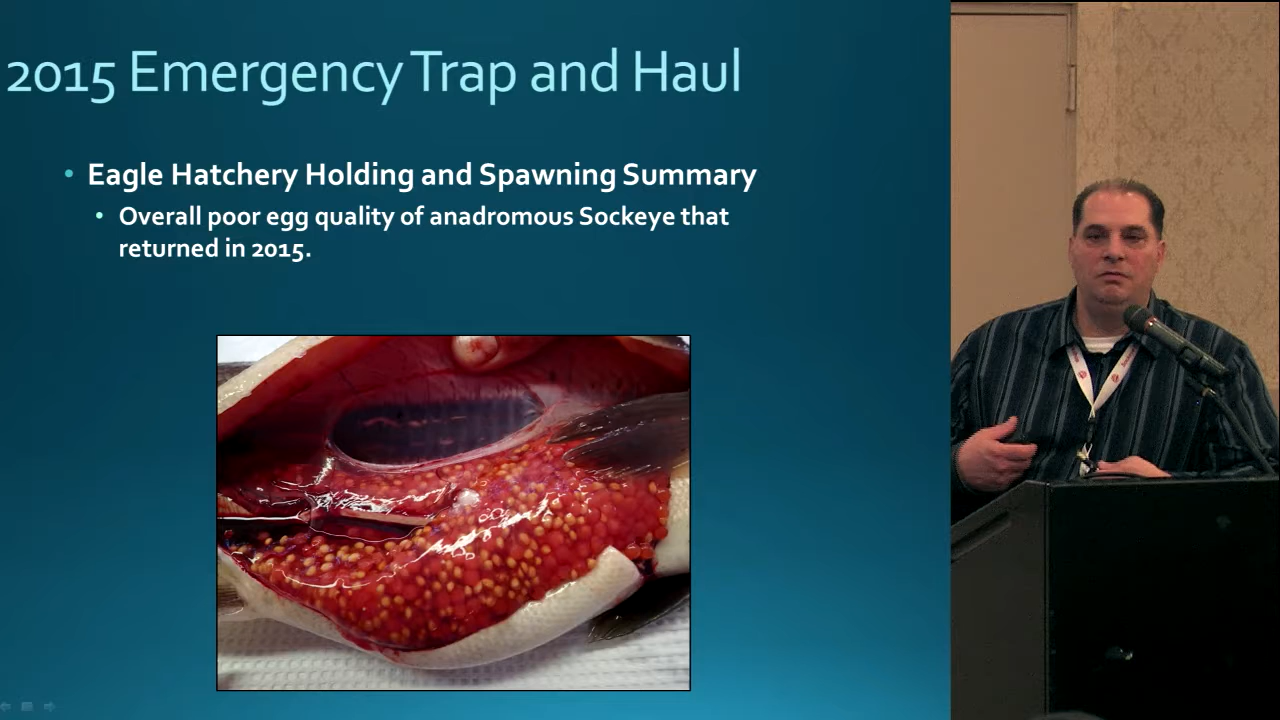 2015 Emergency Trap and Haul
Eagle Hatchery Holding and Spawning Summary
Overall poor egg quality of anadromous Sockeye that
returned in 2015.